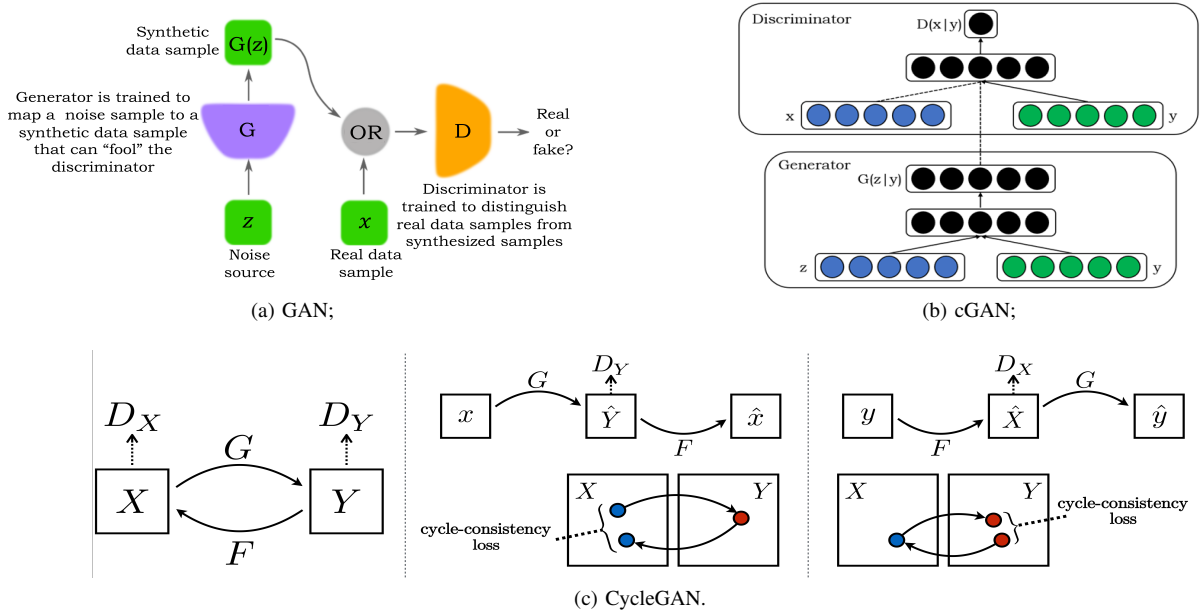 Synthetic
data sample
G(z)
Generator is trained to
map a noise sample to a
synthetic data sample
that can “fool” the
discriminator
G
OR
D
Real
or
fake?
z
x
Noise
source
Real data
sample
Discriminator is
trained to distinguish
real data samples from
synthesized samples
(a) GAN;
Discriminator
D(x|y)
x
y
Generator
G(z|y)
z
y
(b) cGAN;
D_X
D_Y
G
X
Y
F
D_Y
G
x
Ŷ
x̂
F
X
Y
cycle-consistency
loss
D_X
G
y
X̂
ŷ
F
X
Y
cycle-consistency
loss
(c) CycleGAN.